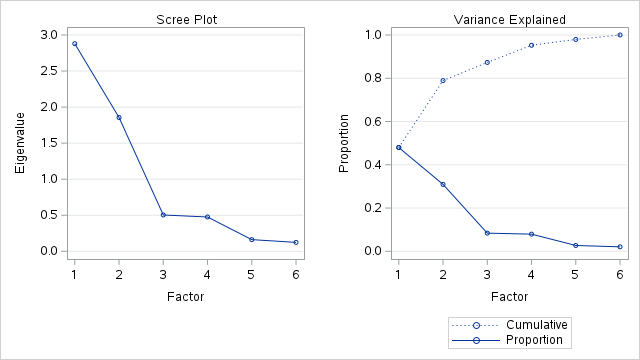 Scree Plot
3.0
2.5
2.0
1.5
1.0
0.5
0.0
Eigenvalue
1 2 3 4 5 6
Factor
Variance Explained
1.0
0.8
0.6
0.4
0.2
0.0
Proportion
1 2 3 4 5 6
Factor
Cumulative
Proportion